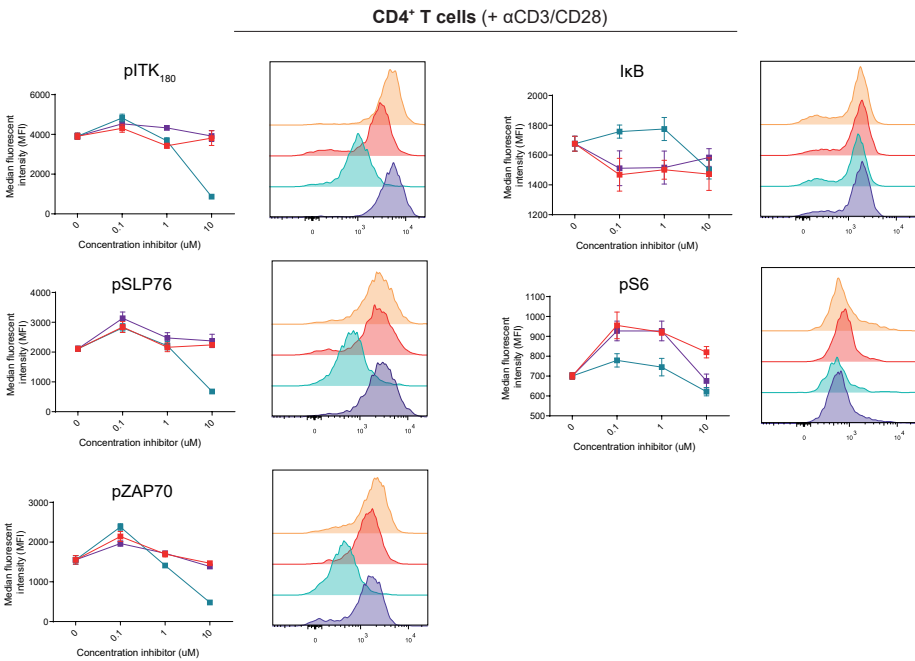 CD4⁺ T cells (+ αCD3/CD28)
pITK₁₈₀
Median fluorescent
intensity (MFI)
6000
4000
2000
0
0
0.1
1
10
Concentration inhibitor (uM)
0
10³
10⁴
IκB
Median fluorescent
intensity (MFI)
2000
1800
1600
1400
1200
0
0.1
1
10
Concentration inhibitor (uM)
0
10³
10⁴
pSLP76
Median fluorescent
intensity (MFI)
4000
3000
2000
1000
0
0
0.1
1
10
Concentration inhibitor (uM)
0
10³
10⁴
pS6
Median fluorescent
intensity (MFI)
1100
1000
900
800
700
600
500
0
0.1
1
10
Concentration inhibitor (uM)
0
10³
10⁴
pZAP70
Median fluorescent
intensity (MFI)
3000
2000
1000
0
0
0.1
1
10
Concentration inhibitor (uM)
0
10³
10⁴